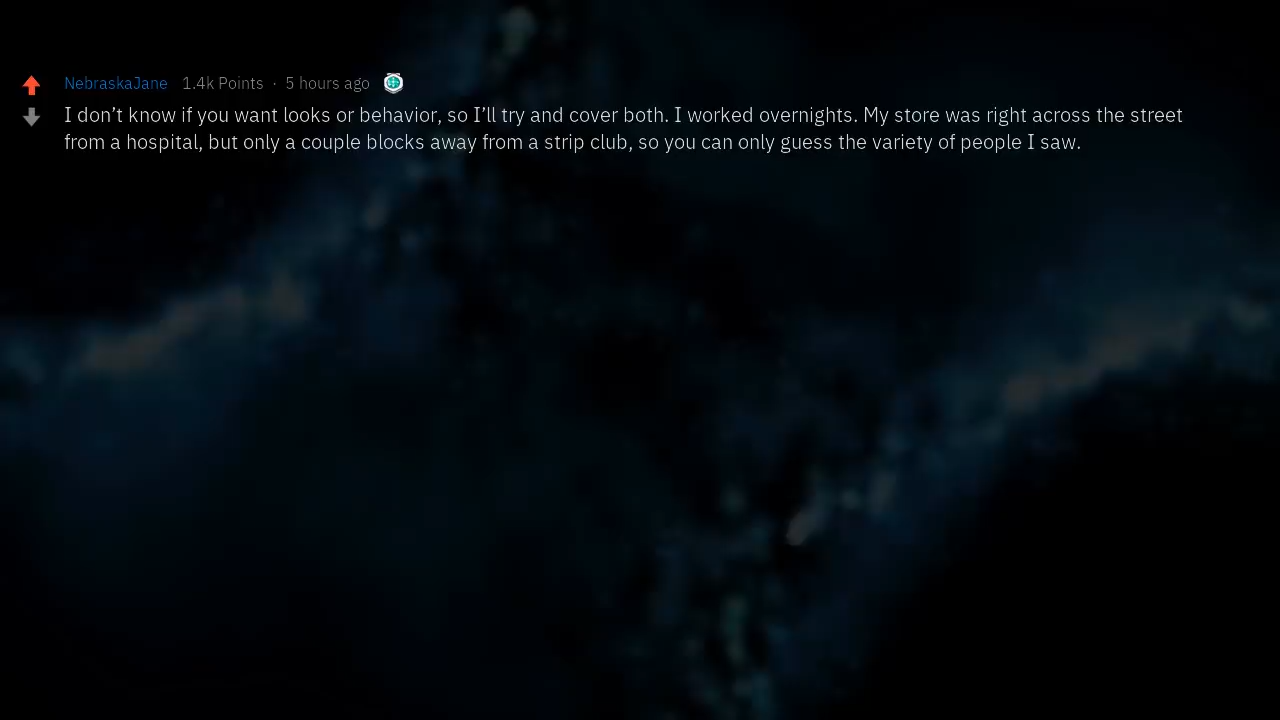 NebraskaJane 1.4k Points · 5 hours ago
I don’t know if you want looks or behavior, so I’ll try and cover both. I worked overnights. My store was right across the street
from a hospital, but only a couple blocks away from a strip club, so you can only guess the variety of people I saw.